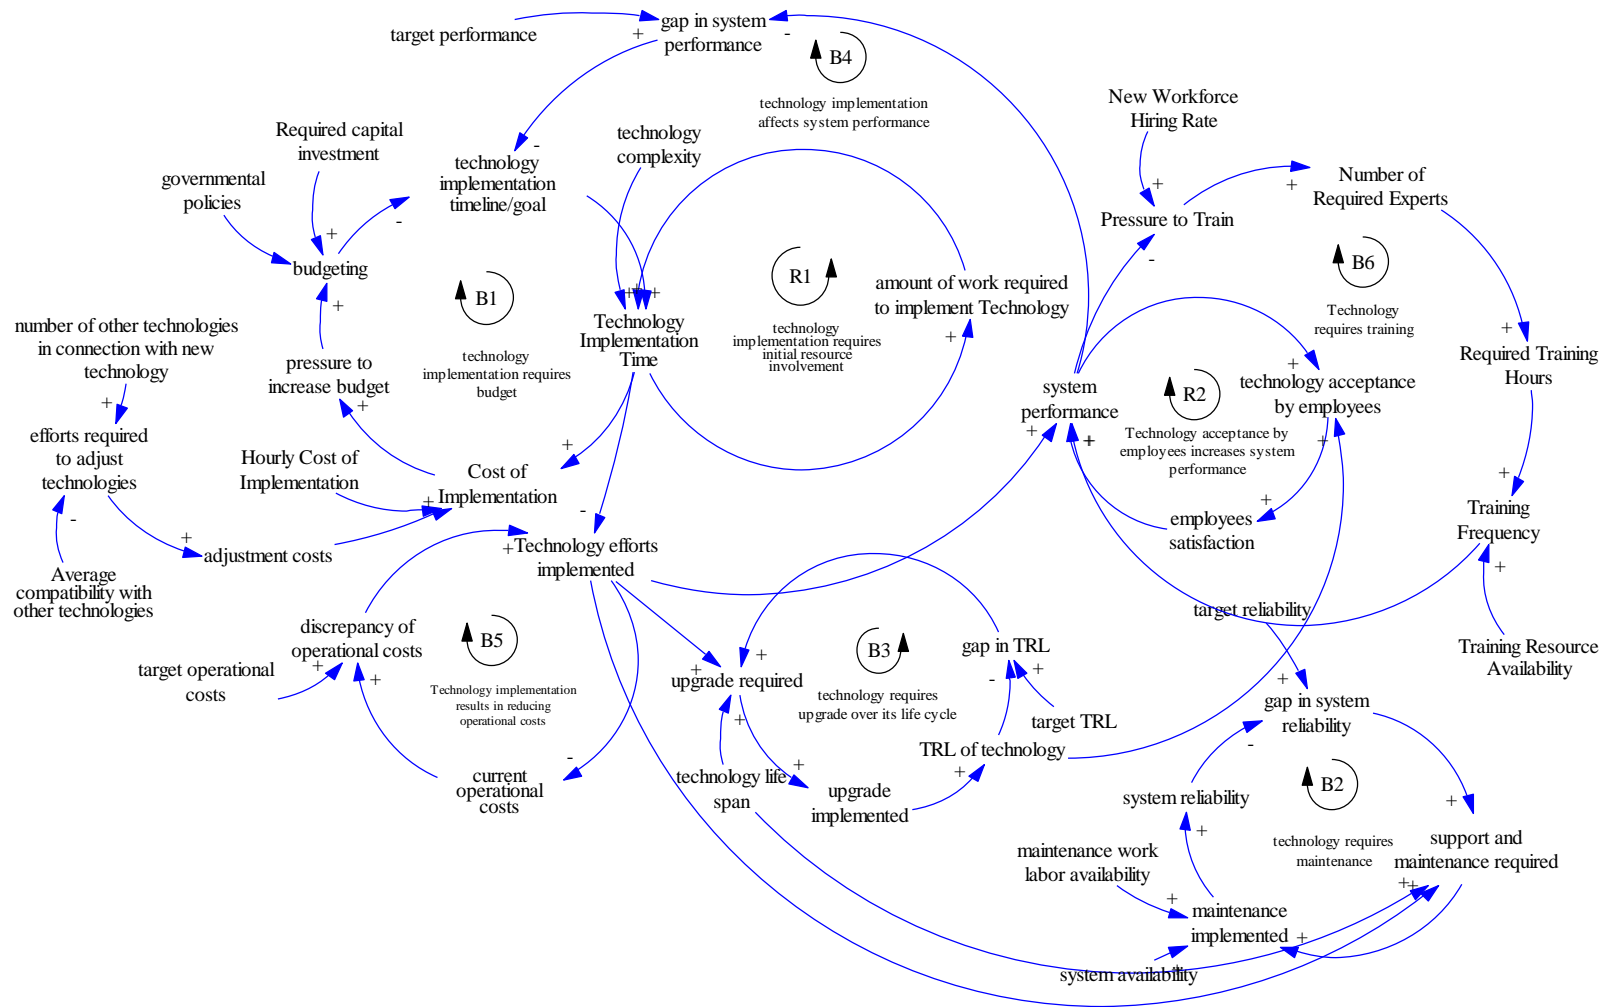 target performance
gap in system
performance
B4
technology implementation
affects system performance
New Workforce
Hiring Rate
Required capital
investment
technology
complexity
governmental
policies
technology
implementation
timeline/goal
Number of
Required Experts
Pressure to Train
budgeting
B1
technology
implementation requires
budget
R1
technology
implementation requires
initial resource
involvement
amount of work required
to implement Technology
B6
Technology
requires training
number of other technologies
in connection with new
technology
pressure to
increase budget
Technology
Implementation
Time
system
performance
R2
Technology acceptance by
employees increases system
performance
technology acceptance
by employees
Required Training
Hours
efforts required
to adjust
technologies
Hourly Cost of
Implementation
Cost of
Implementation
employees
satisfaction
Training
Frequency
adjustment costs
Technology efforts
implemented
Average
compatibility with
other technologies
discrepancy of
operational costs
B5
Technology implementation
results in reducing
operational costs
target operational
costs
current
operational
costs
upgrade required
B3
technology requires
upgrade over its life cycle
gap in TRL
target TRL
TRL of technology
technology life
span
upgrade
implemented
target reliability
Training Resource
Availability
gap in system
reliability
system reliability
B2
technology requires
maintenance
support and
maintenance required
maintenance work
labor availability
maintenance
implemented
system availability
+
-
-
+
-
+
+
+
+
+
+
+
-
+
+
+
+
-
+
-
+
+
-
+
+
+
+
+
-
+
+
+
+
+
+
-
+
+
+
+
+
+
+
-
+
+
+
+